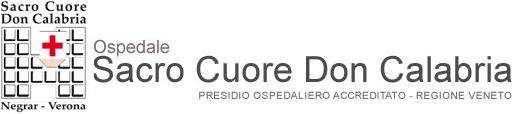 Sacro Cuore
Don Calabria
Negrar - Verona
Ospedale
Sacro Cuore Don Calabria
PRESIDIO OSPEDALIERO ACCREDITATO - REGIONE VENETO